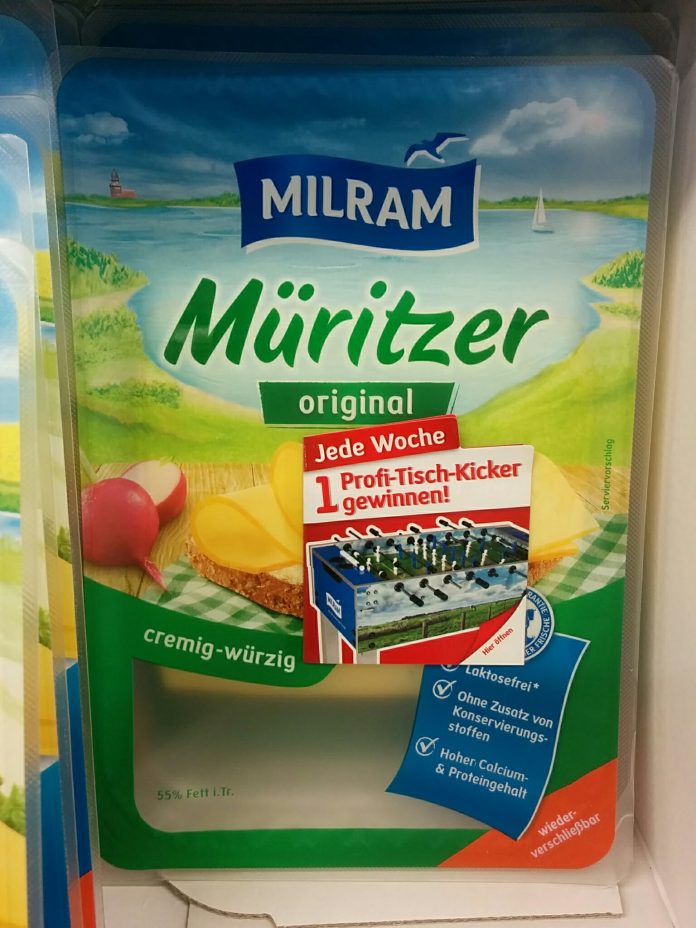 MILRAM
Müritzer
original
Jede Woche
1 Profi-Tisch-Kicker
gewinnen!
MILRAM
Hier öffnen
Serviervorschlag
cremig-würzig
Laktosefrei*
Ohne Zusatz von
Konservierungs-
stoffen
Hoher Calcium-
& Proteingehalt
55% Fett i.Tr.
wieder-
verschließbar